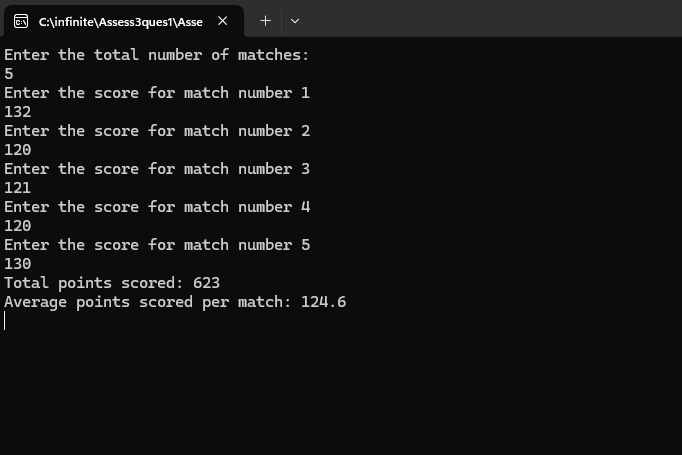 C:\infinite\Assess3ques1\Asse
Enter the total number of matches:
5
Enter the score for match number 1
132
Enter the score for match number 2
120
Enter the score for match number 3
121
Enter the score for match number 4
120
Enter the score for match number 5
130
Total points scored: 623
Average points scored per match: 124.6